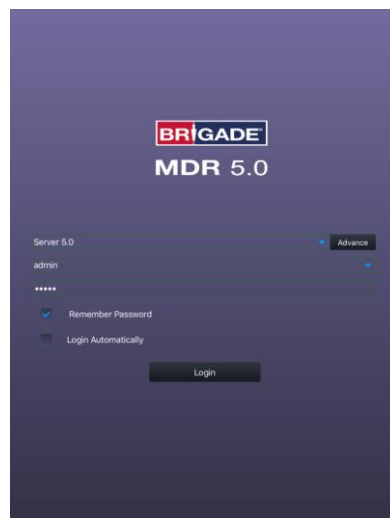 BRIGADE
MDR 5.0
Server 5.0
Advance
admin
•••••
Remember Password
Login Automatically
Login